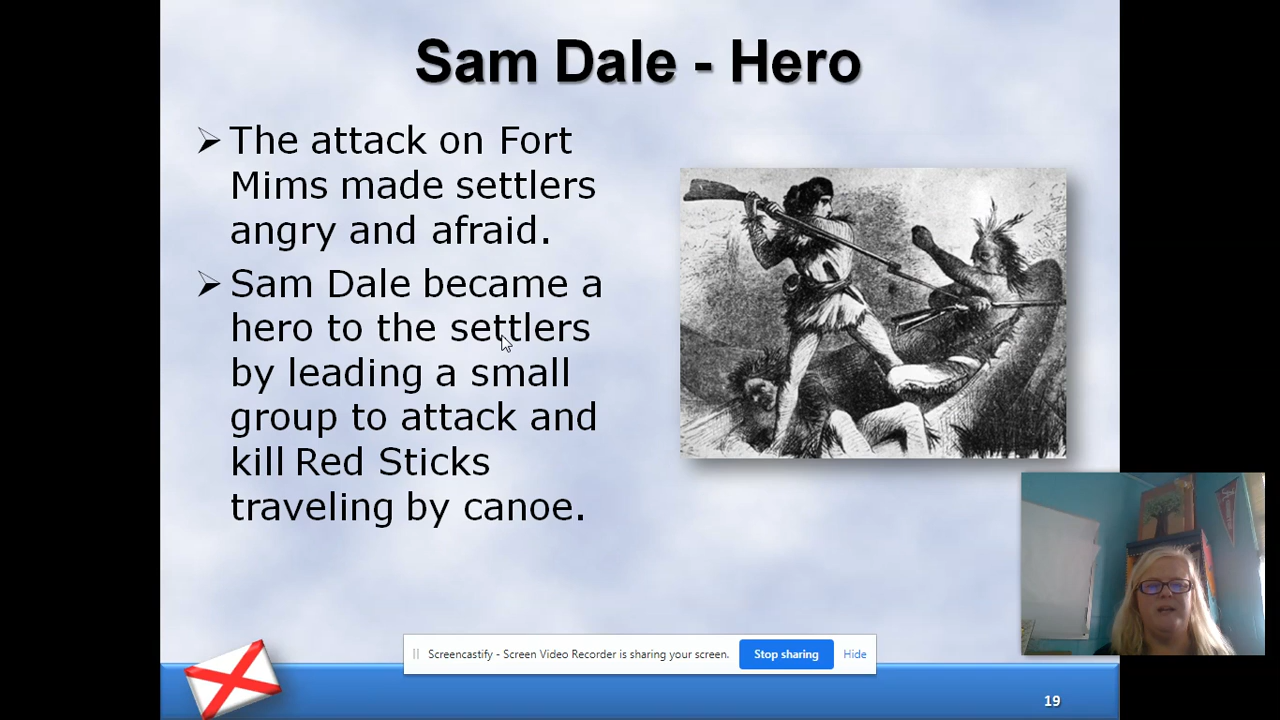 Sam Dale - Hero
The attack on Fort
Mims made settlers
angry and afraid.
Sam Dale became a
hero to the settlers
by leading a small
group to attack and
kill Red Sticks
traveling by canoe.
Screencastify - Screen Video Recorder is sharing your screen.
Stop sharing
Hide
19